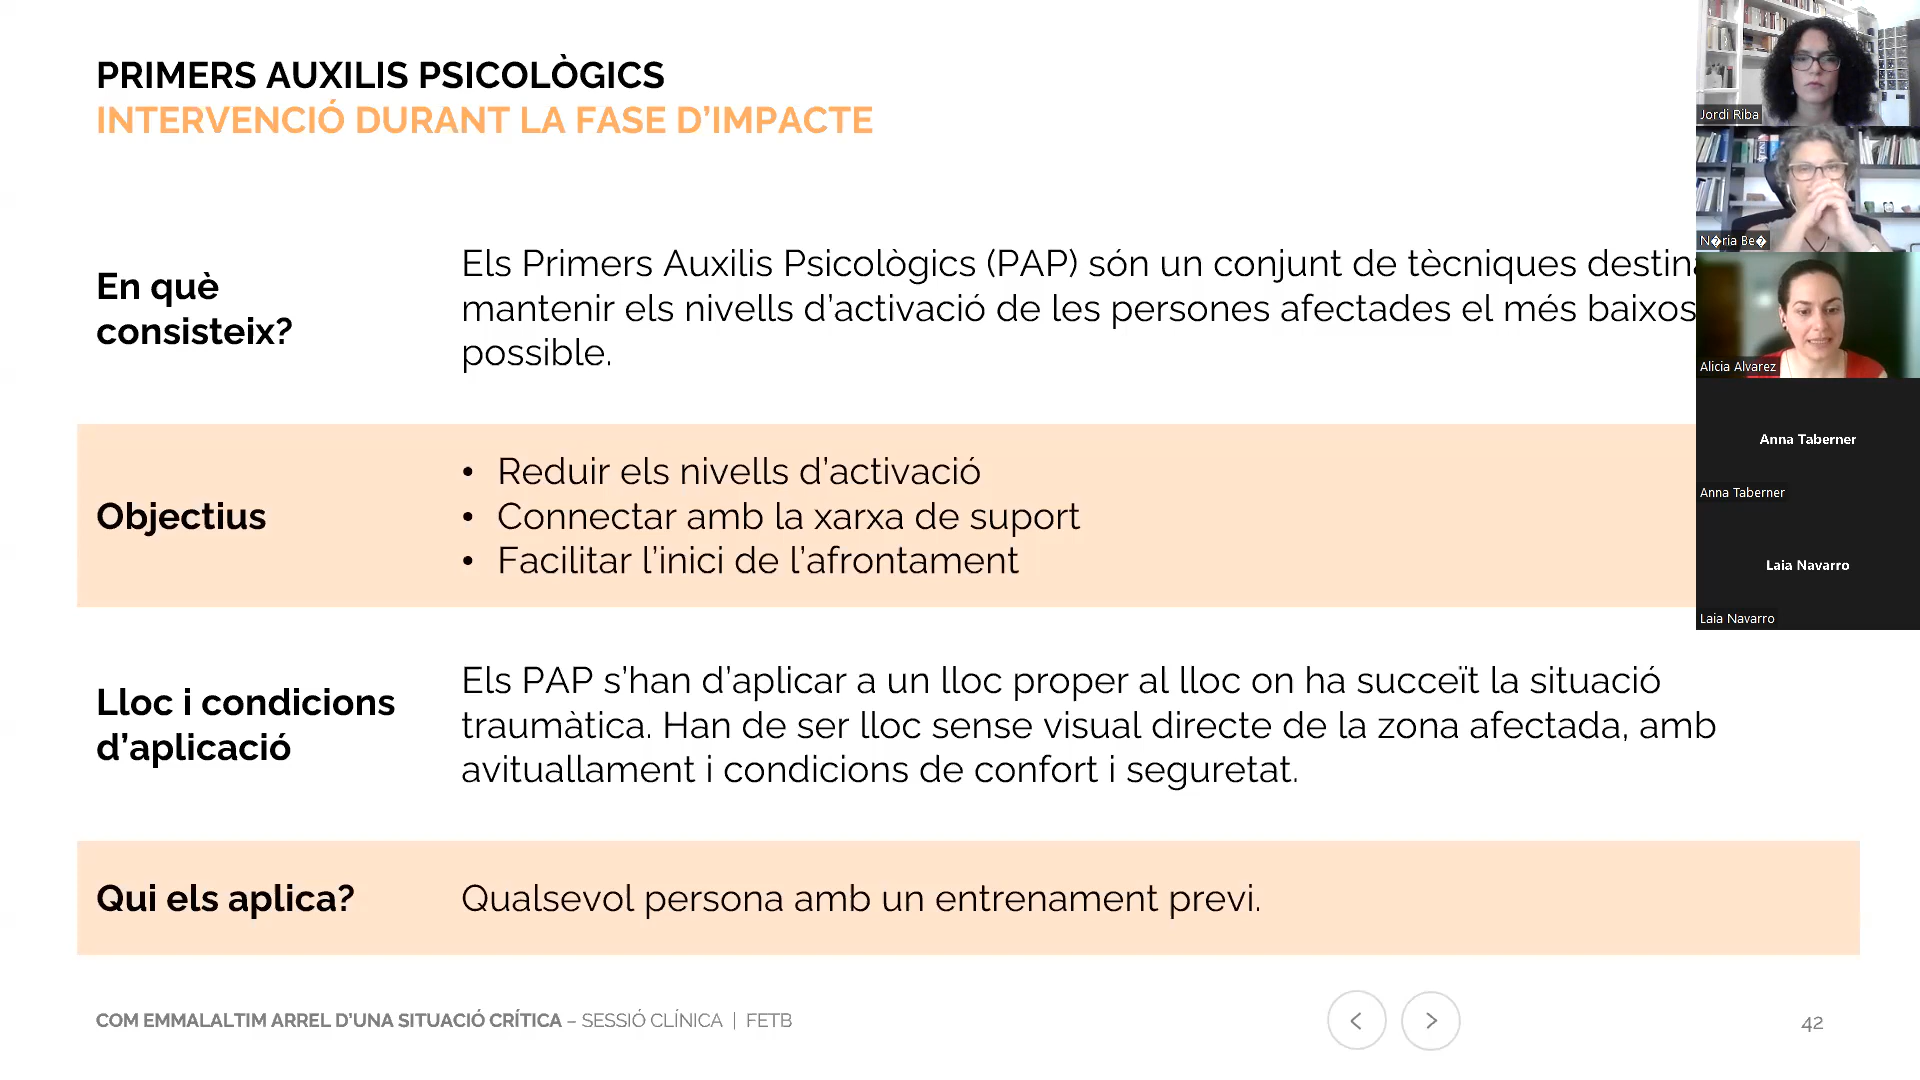 PRIMERS AUXILIS PSICOLÒGICS
INTERVENCIÓ DURANT LA FASE D’IMPACTE
En què
consisteix?
Els Primers Auxilis Psicològics (PAP) són un conjunt de tècniques
mantenir els nivells d’activació de les persones afectades el més baixos
possible.
Objectius
• Reduir els nivells d’activació
• Connectar amb la xarxa de suport
• Facilitar l’inici de l’afrontament
Lloc i condicions
d’aplicació
Els PAP s’han d’aplicar a un lloc proper al lloc on ha succeït la situació
traumàtica. Han de ser lloc sense visual directe de la zona afectada, amb
avituallament i condicions de confort i seguretat.
Qui els aplica?
Qualsevol persona amb un entrenament previ.
COM EMMALALTIM ARREL D’UNA SITUACIÓ CRÍTICA – SESSIÓ CLÍNICA | FETB
42
Jordi Riba
N�ria Be�
Alicia Alvarez
Anna Taberner
Anna Taberner
Laia Navarro
Laia Navarro